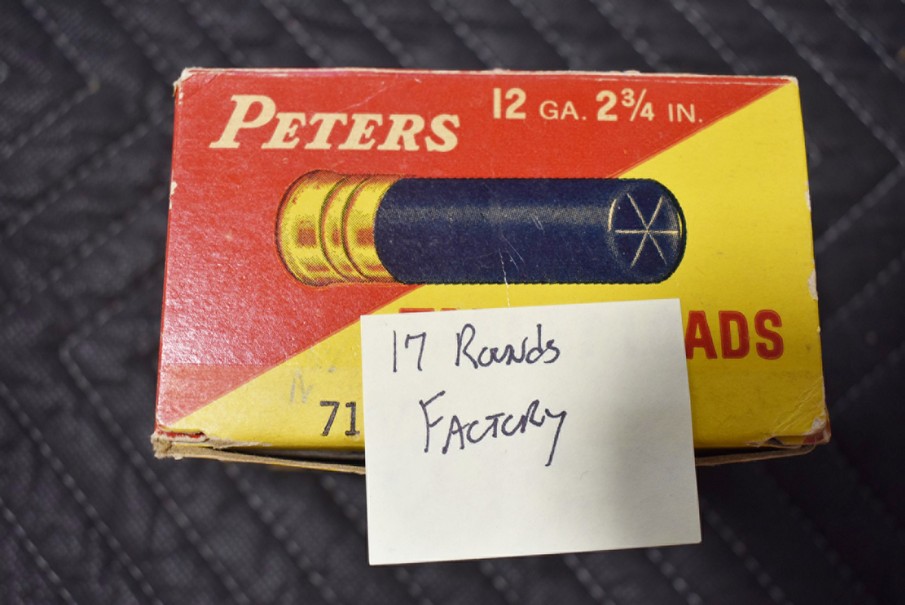 PETERS
12 GA. 2¾ IN.
ADS
17 Rounds
Factory
71